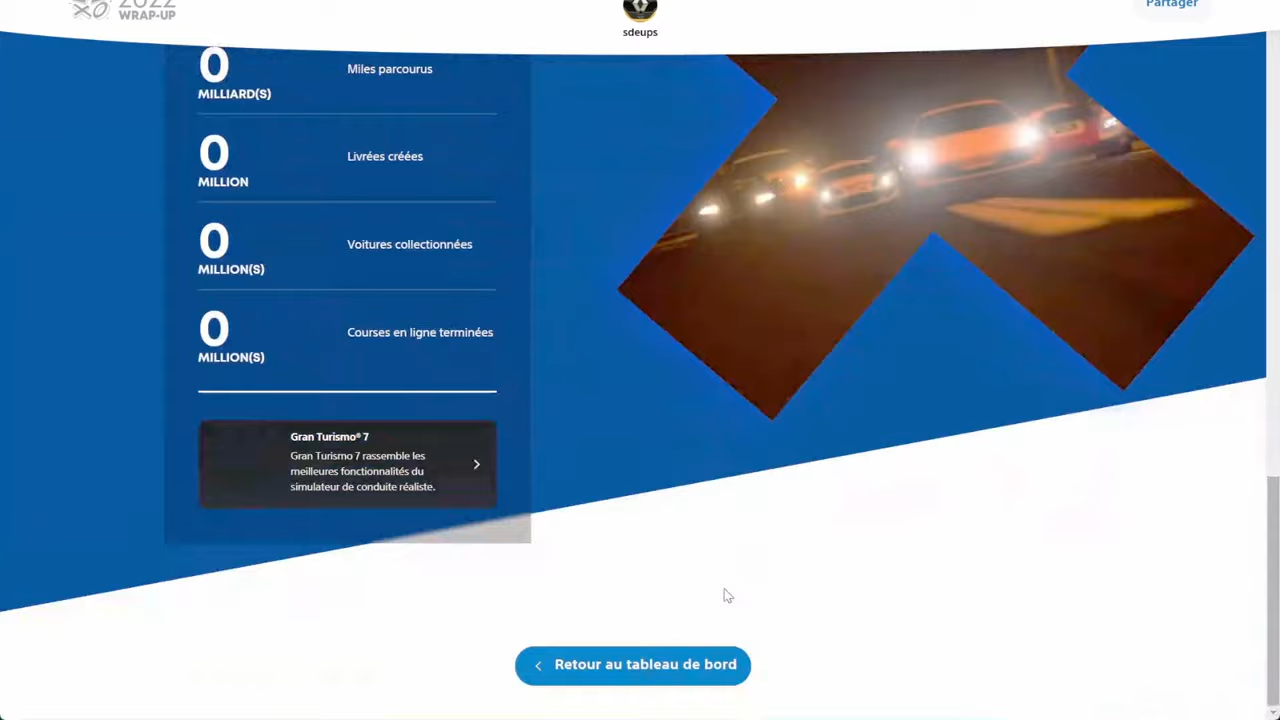 2022
WRAP-UP
sdeups
Partager
0
MILLIARD(S)
Miles parcourus
0
MILLION
Livrées créées
0
MILLION(S)
Voitures collectionnées
0
MILLION(S)
Courses en ligne terminées
Gran Turismo® 7
Gran Turismo 7 rassemble les
meilleures fonctionnalités du
simulateur de conduite réaliste.
Retour au tableau de bord